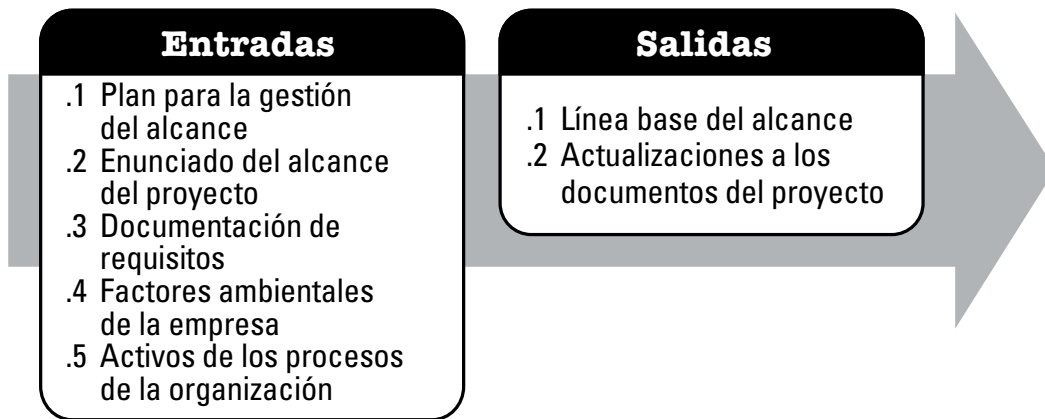 Entradas
.1 Plan para la gestión
del alcance
.2 Enunciado del alcance
del proyecto
.3 Documentación de
requisitos
.4 Factores ambientales
de la empresa
.5 Activos de los procesos
de la organización
Salidas
.1 Línea base del alcance
.2 Actualizaciones a los
documentos del proyecto